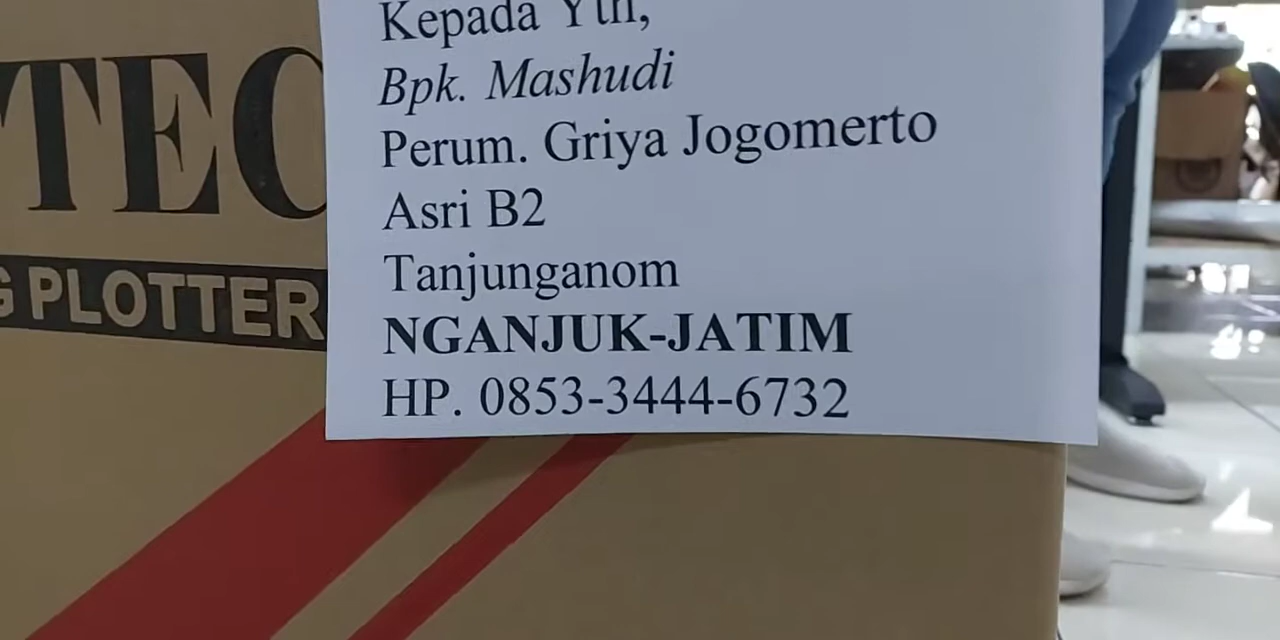 Kepada Yth,
Bpk. Mashudi
Perum. Griya Jogomerto
Asri B2
Tanjunganom
NGANJUK-JATIM
HP. 0853-3444-6732
TEC
G PLOTTER